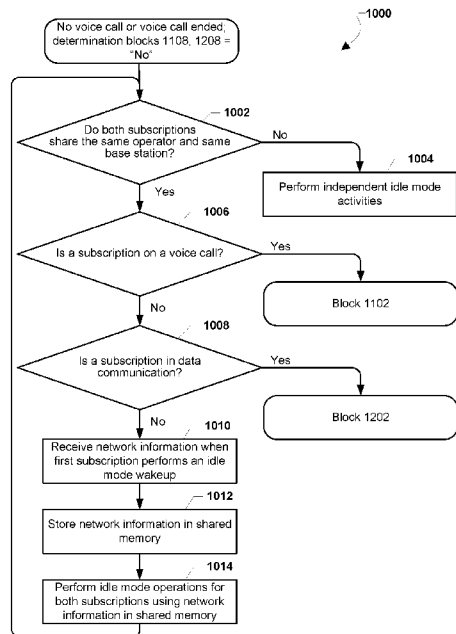 No voice call or voice call ended;
determination blocks 1108, 1208 =
"No"
1000
1002
Do both subscriptions
share the same operator and same
base station?
No
1004
Perform independent idle mode
activities
Yes
1006
Is a subscription on a voice call?
Yes
Block 1102
No
1008
Is a subscription in data
communication?
Yes
Block 1202
No
1010
Receive network information when
first subscription performs an idle
mode wakeup
1012
Store network information in shared
memory
1014
Perform idle mode operations for
both subscriptions using network
information in shared memory